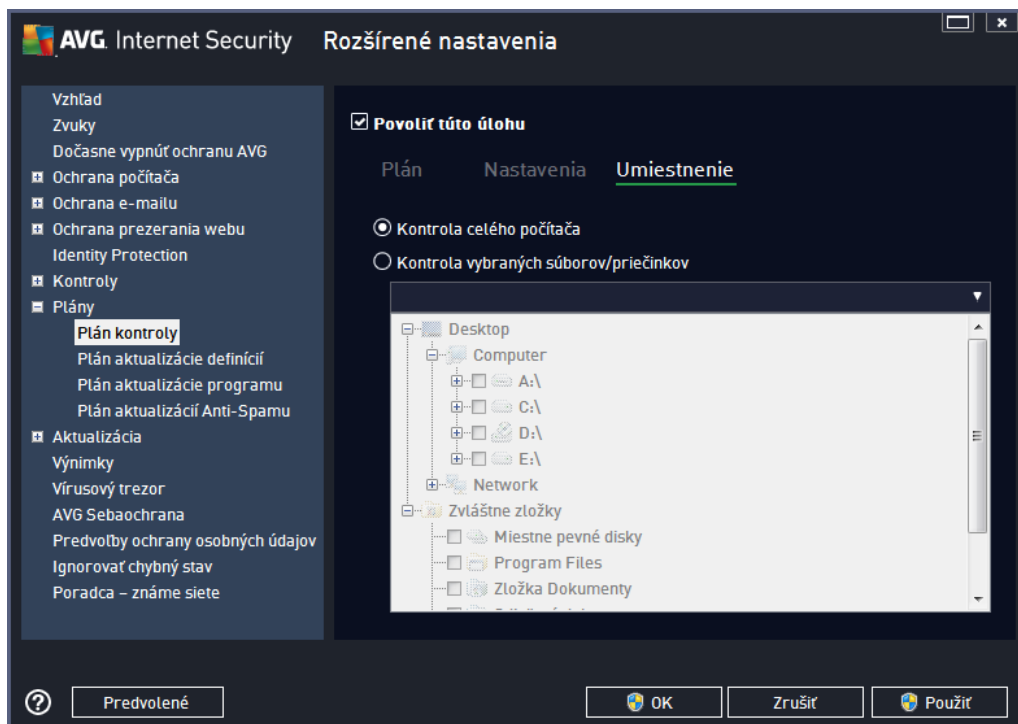 AVG. Internet Security Rozšírené nastavenia
Vzhľad
Zvuky
Dočasne vypnúť ochranu AVG
Ochrana počítača
Ochrana e-mailu
Ochrana prezerania webu
Identity Protection
Kontroly
Plány
Plán kontroly
Plán aktualizácie definícií
Plán aktualizácie programu
Plán aktualizácií Anti-Spamu
Aktualizácia
Výnimky
Vírusový trezor
AVG Sebaochrana
Predvoľby ochrany osobných údajov
Ignorovať chybný stav
Poradca – známe siete
Povoliť túto úlohu
Plán Nastavenia Umiestnenie
Kontrola celého počítača
Kontrola vybraných súborov/priečinkov
Desktop
Computer
A:\
C:\
D:\
E:\
Network
Zvláštne zložky
Miestne pevné disky
Program Files
Zložka Dokumenty
Predvolené OK Zrušiť Použiť